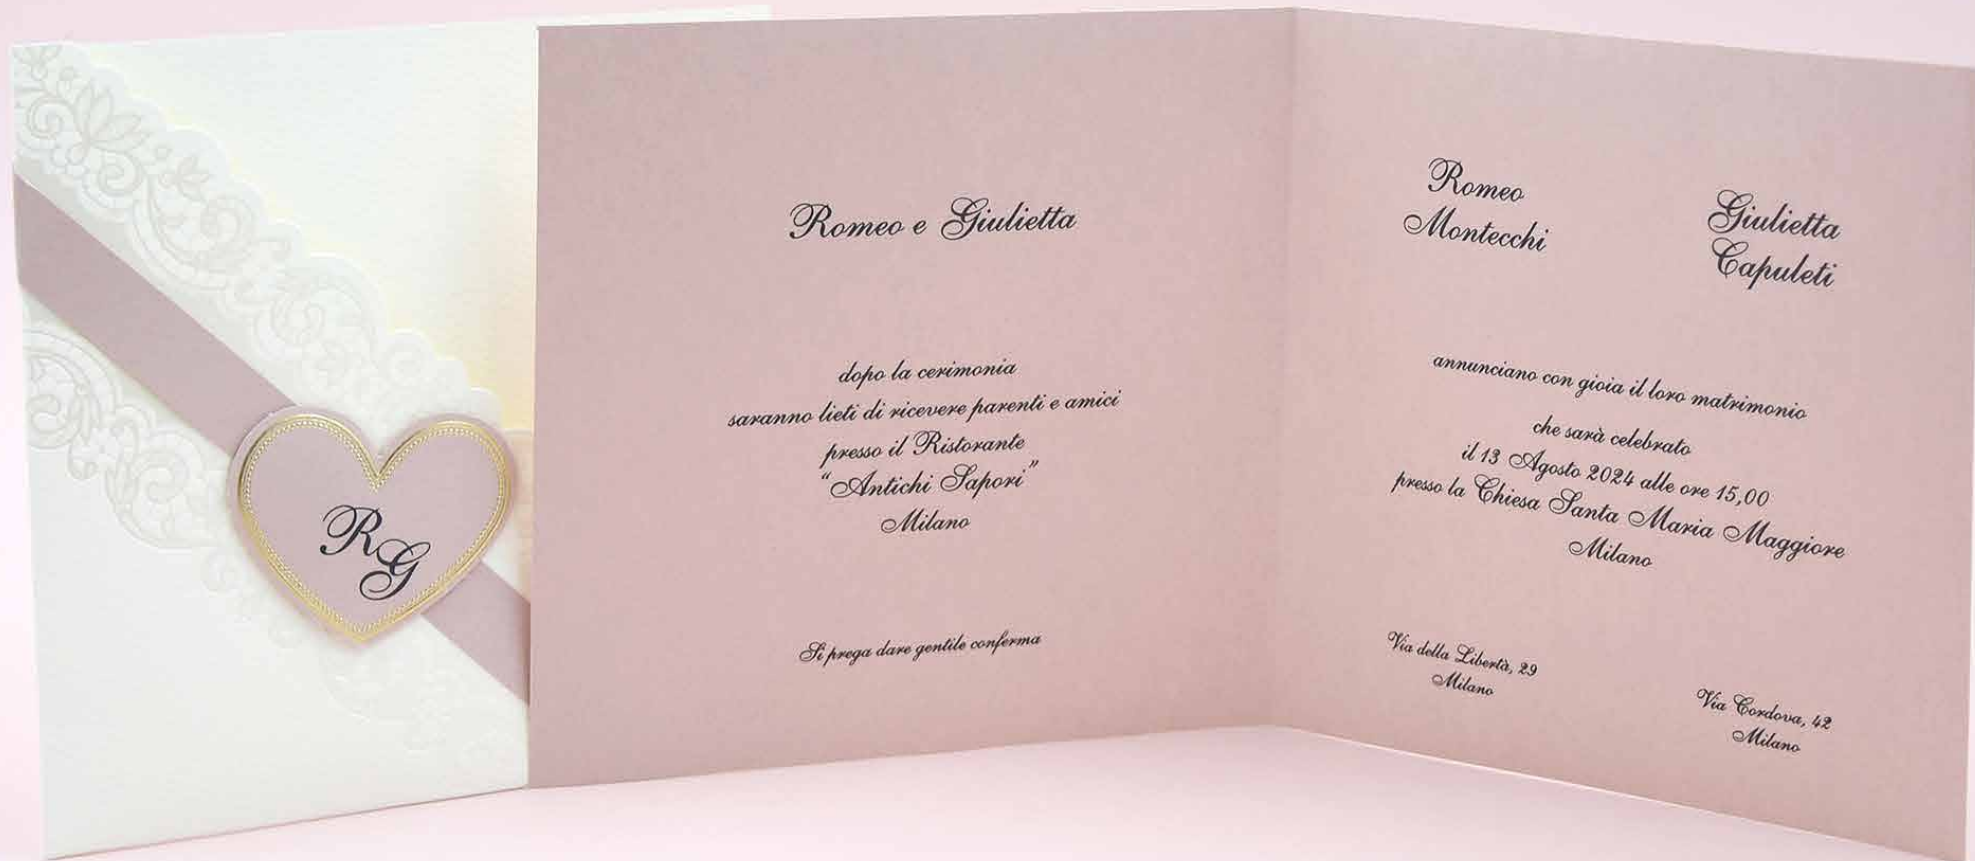 R
G
Romeo e Giulietta
dopo la cerimonia
saranno lieti di ricevere parenti e amici
presso il Ristorante
“Antichi Sapori”
Milano
Si prega dare gentile conferma
Romeo
Montecchi
Giulietta
Capuleti
annunciano con gioia il loro matrimonio
che sarà celebrato
il 13 Agosto 2024 alle ore 15,00
presso la Chiesa Santa Maria Maggiore
Milano
Via della Libertà, 29
Milano
Via Cordova, 42
Milano